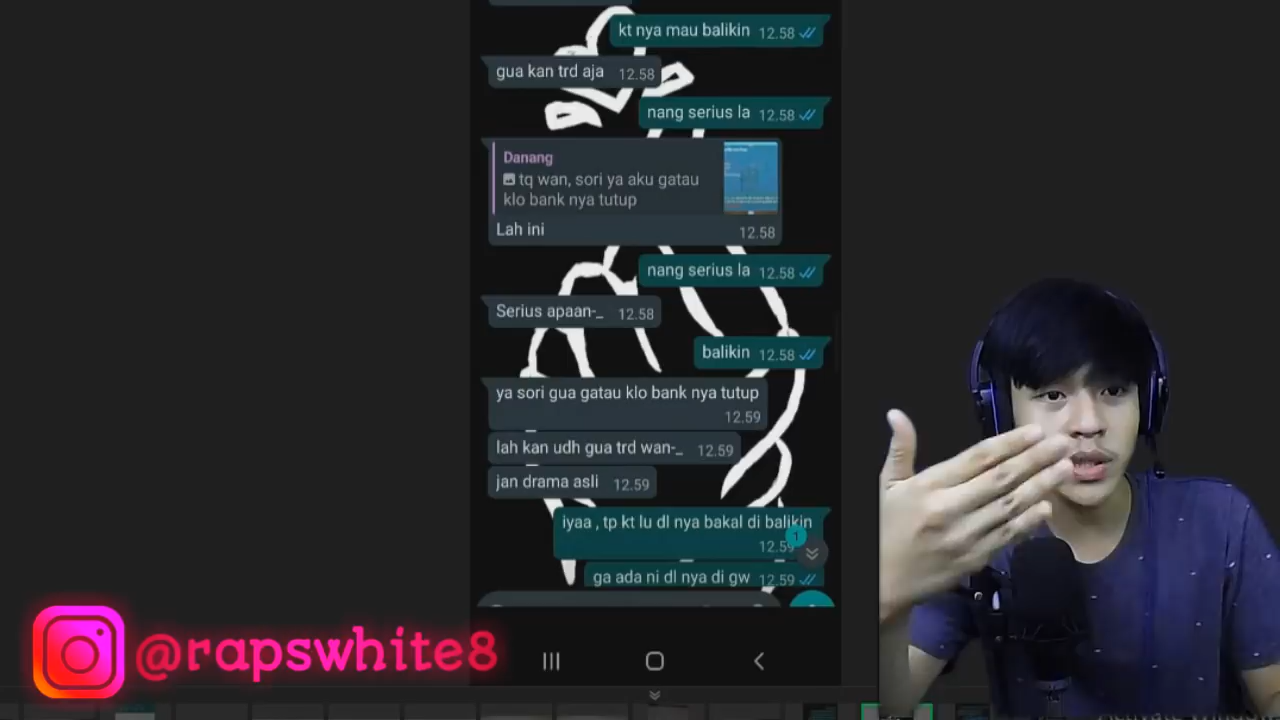 kt nya mau balikin 12.58
gua kan trd aja 12.58
nang serius la 12.58
Danang
tq wan, sori ya aku gatau
klo bank nya tutup
Lah ini 12.58
nang serius la 12.58
Serius apaan-_ 12.58
balikin 12.58
ya sori gua gatau klo bank nya tutup
12.59
lah kan udh gua trd wan-_ 12.59
jan drama asli 12.59
iyaa , tp kt lu dl nya bakal di balikin
12.59
1
ga ada ni dl nya di gw 12.59
@rapswhite8